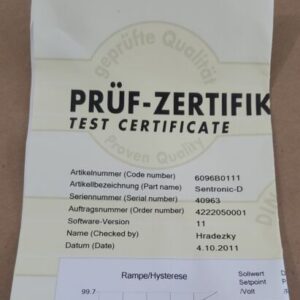 geprüfte Qualität
PRÜF-ZERTIFIK
TEST CERTIFICATE
Proven Quality
Artikelnummer (Code number) 6096B0111
Artikelbezeichnung (Part name) Sentronic-D
Seriennummer (Serial number) 40963
Auftragsnummer (Order number) 4222050001
Software-Version 11
Name (Checked by) Hradezky
Datum (Date) 4.10.2011
Rampe/Hysterese
Sollwert
Setpoint
/Volt
99.7